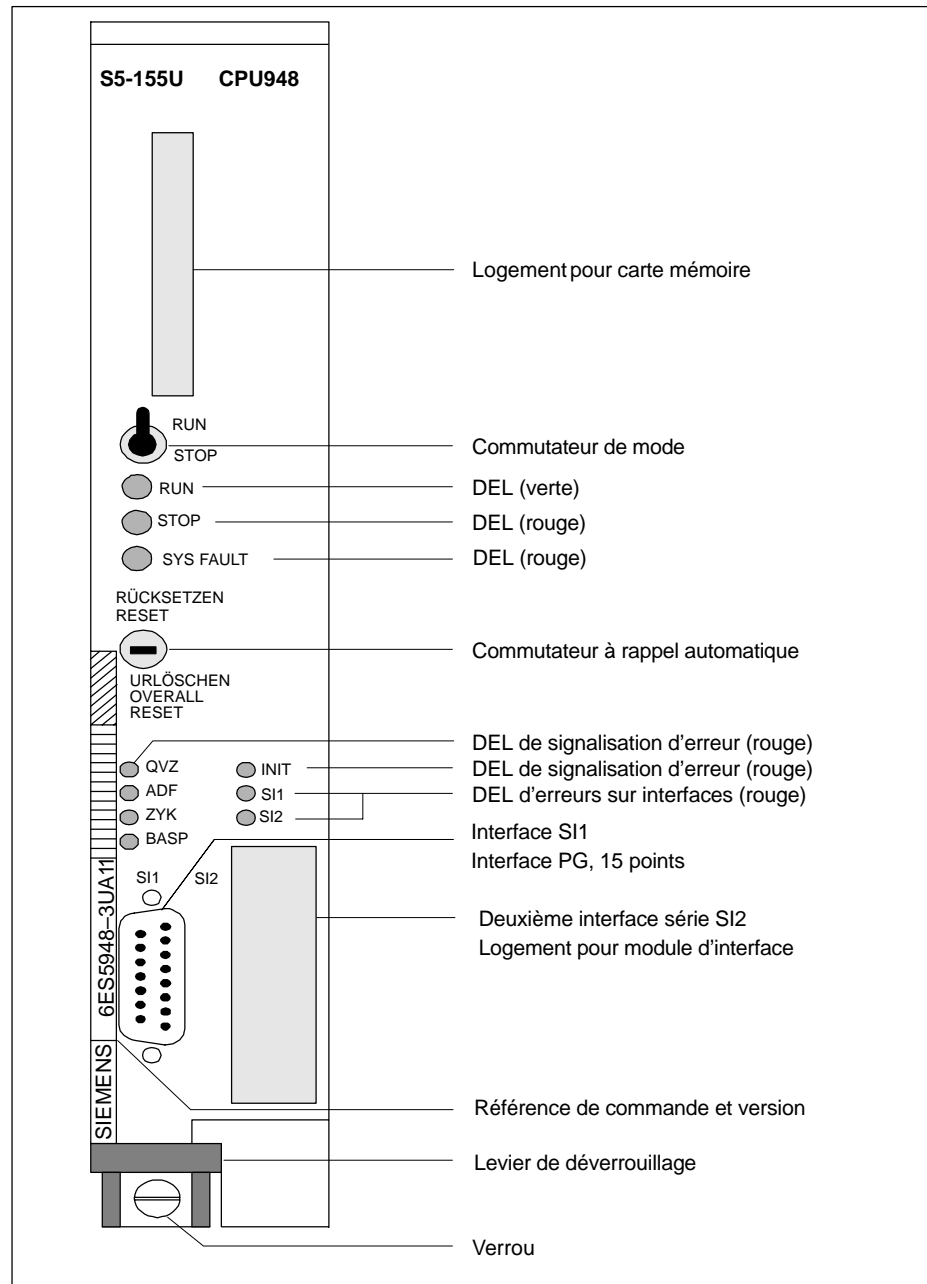 S5-155U CPU948
Logement pour carte mémoire
RUN
STOP
Commutateur de mode
RUN
DEL (verte)
STOP
DEL (rouge)
SYS FAULT
DEL (rouge)
RÜCKSETZEN
RESET
Commutateur à rappel automatique
URLÖSCHEN
OVERALL
RESET
DEL de signalisation d'erreur (rouge)
QVZ
INIT
DEL de signalisation d'erreur (rouge)
ADF
SI1
DEL d'erreurs sur interfaces (rouge)
ZYK
SI2
BASP
Interface SI1
Interface PG, 15 points
SI1
SI2
Deuxième interface série SI2
Logement pour module d'interface
6ES5948–3UA11
SIEMENS
Référence de commande et version
Levier de déverrouillage
Verrou